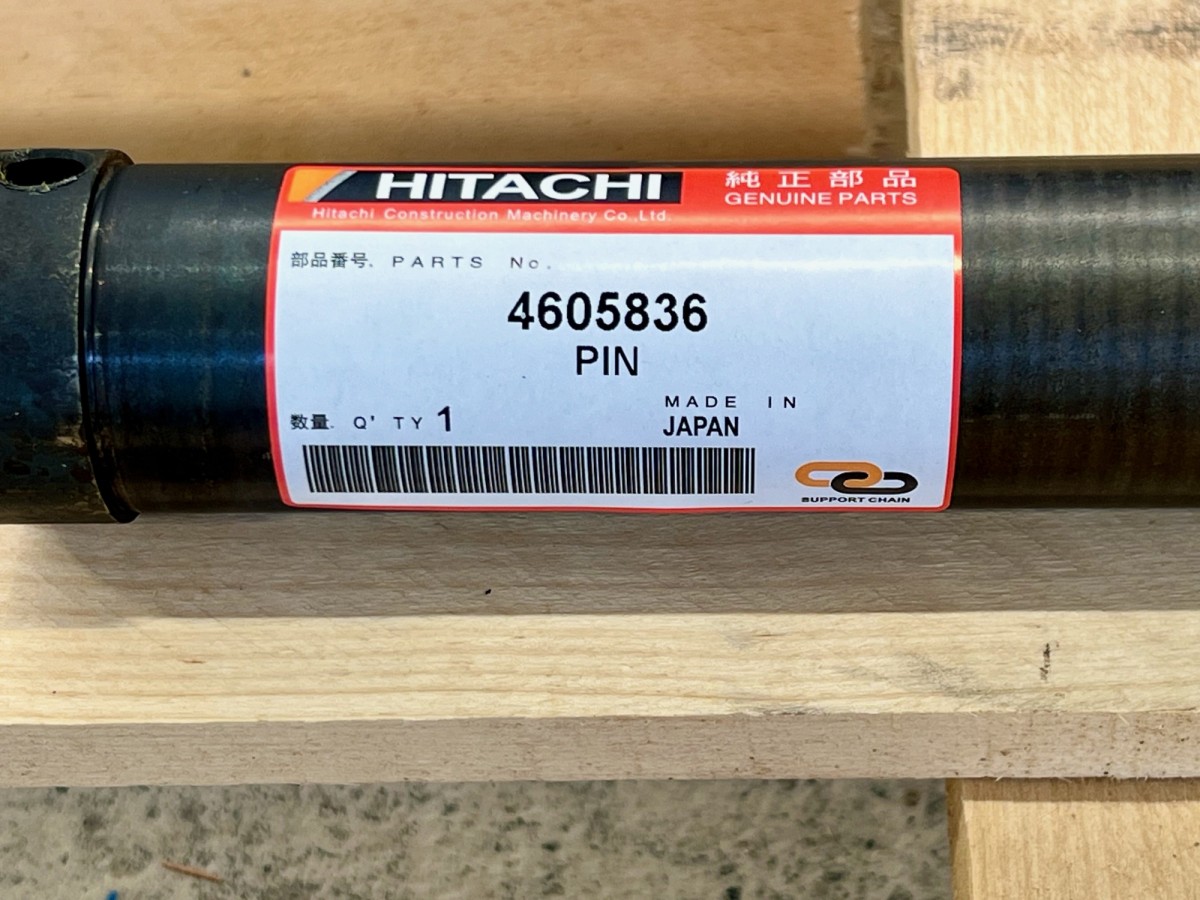 HITACHI
Hitachi Construction Machinery Co.,Ltd.
純正部品
GENUINE PARTS
部品番号. PARTS No.
4605836
PIN
数量. Q'TY 1
MADE IN
JAPAN
SUPPORT CHAIN